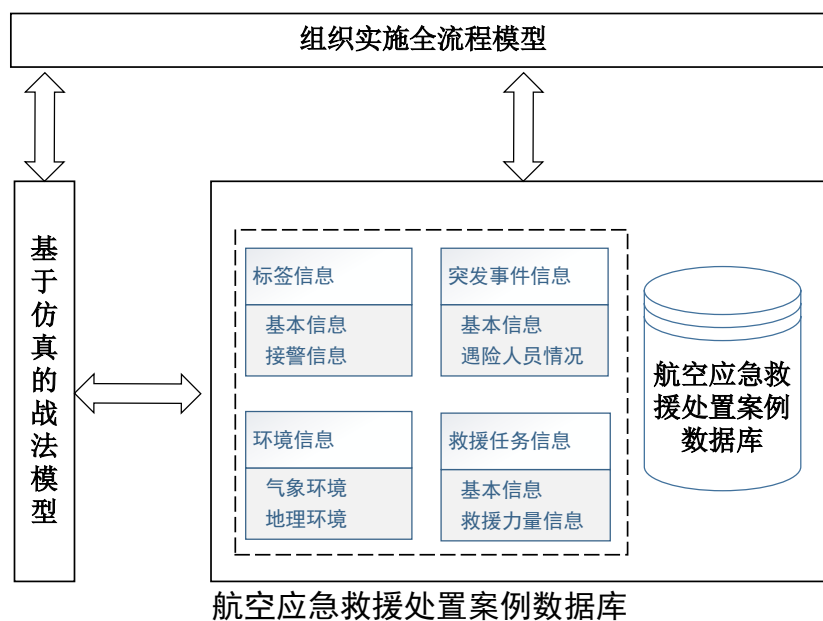 组织实施全流程模型
基
于
仿
真
的
战
法
模
型
标签信息
基本信息
接警信息
突发事件信息
基本信息
遇险人员情况
环境信息
气象环境
地理环境
救援任务信息
基本信息
救援力量信息
航空应急救
援处置案例
数据库
航空应急救援处置案例数据库